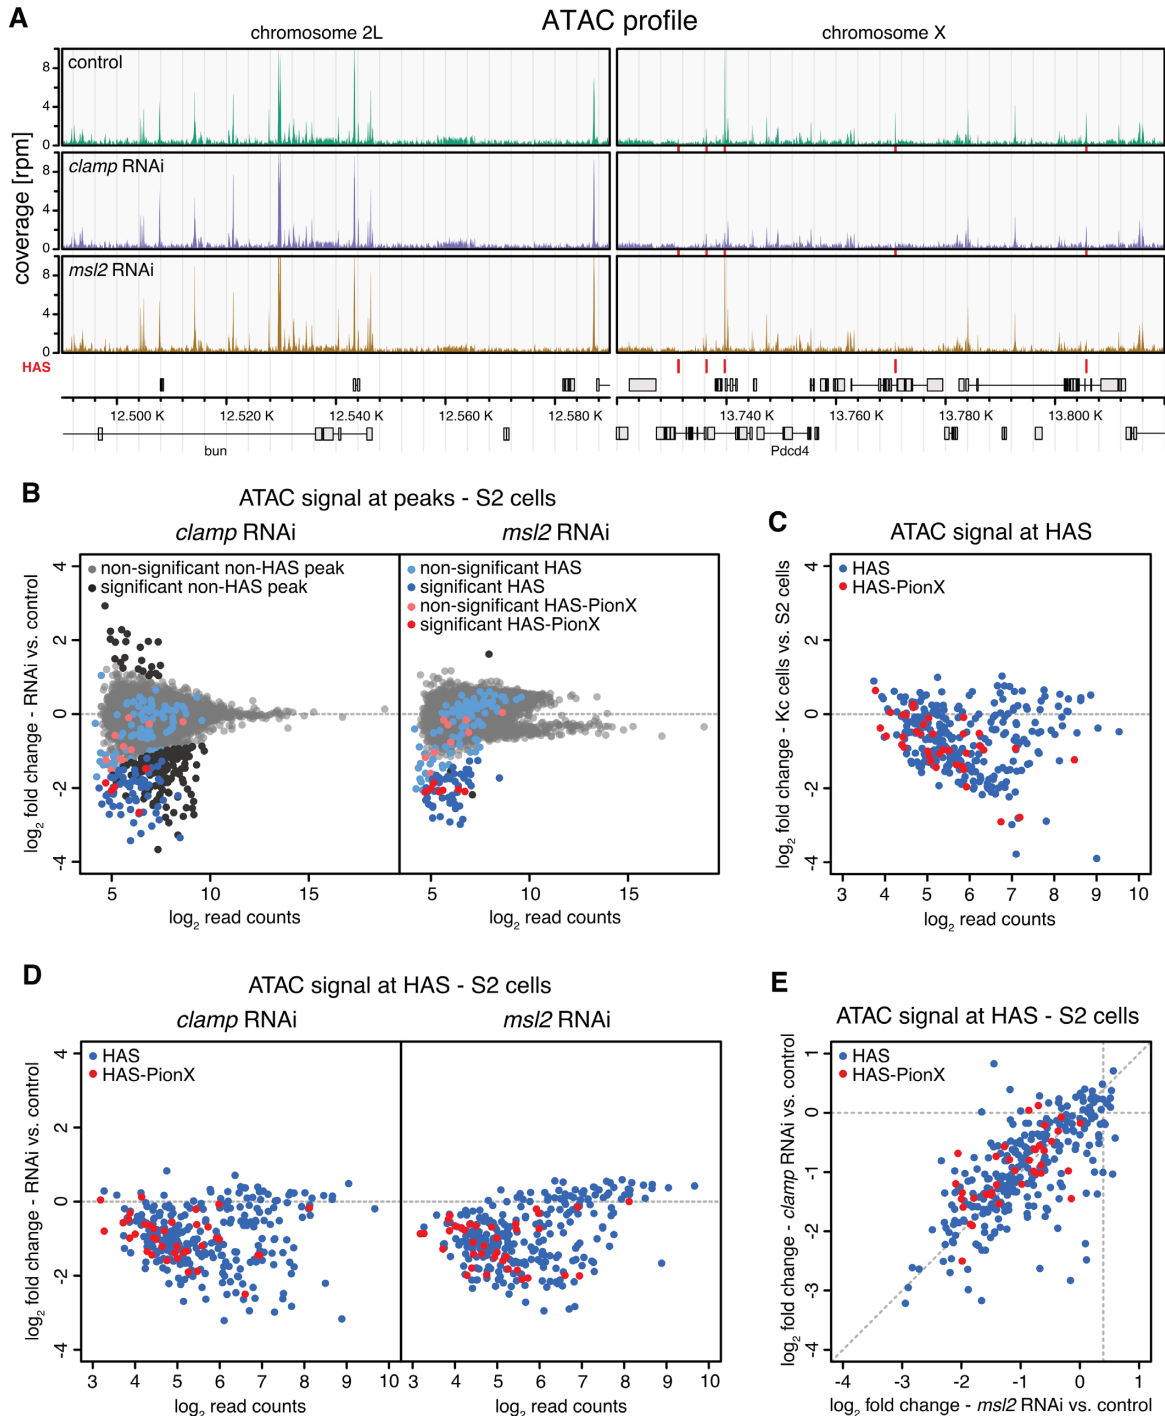 A
ATAC profile
chromosome 2L
chromosome X
coverage [rpm]
control
8
4
0
clamp RNAi
8
4
0
msl2 RNAi
8
4
0
HAS
12.500 K 12.520 K 12.540 K 12.560 K 12.580 K
13.740 K 13.760 K 13.780 K 13.800 K
bun
Pdcd4
B
ATAC signal at peaks - S2 cells
clamp RNAi
msl2 RNAi
log2 fold change - RNAi vs. control
4
2
0
-2
-4
non-significant non-HAS peak
significant non-HAS peak
non-significant HAS
significant HAS
non-significant HAS-PionX
significant HAS-PionX
5 10 15
5 10 15
log2 read counts
log2 read counts
C
ATAC signal at HAS
log2 fold change - Kc cells vs. S2 cells
HAS
HAS-PionX
4
2
0
-2
-4
3 4 5 6 7 8 9 10
log2 read counts
D
ATAC signal at HAS - S2 cells
clamp RNAi
msl2 RNAi
log2 fold change - RNAi vs. control
HAS
HAS-PionX
4
2
0
-2
-4
3 4 5 6 7 8 9 10
3 4 5 6 7 8 9 10
log2 read counts
log2 read counts
E
ATAC signal at HAS - S2 cells
log2 fold change - clamp RNAi vs. control
HAS
HAS-PionX
1
0
-1
-2
-3
-4
-4 -3 -2 -1 0 1
log2 fold change - msl2 RNAi vs. control